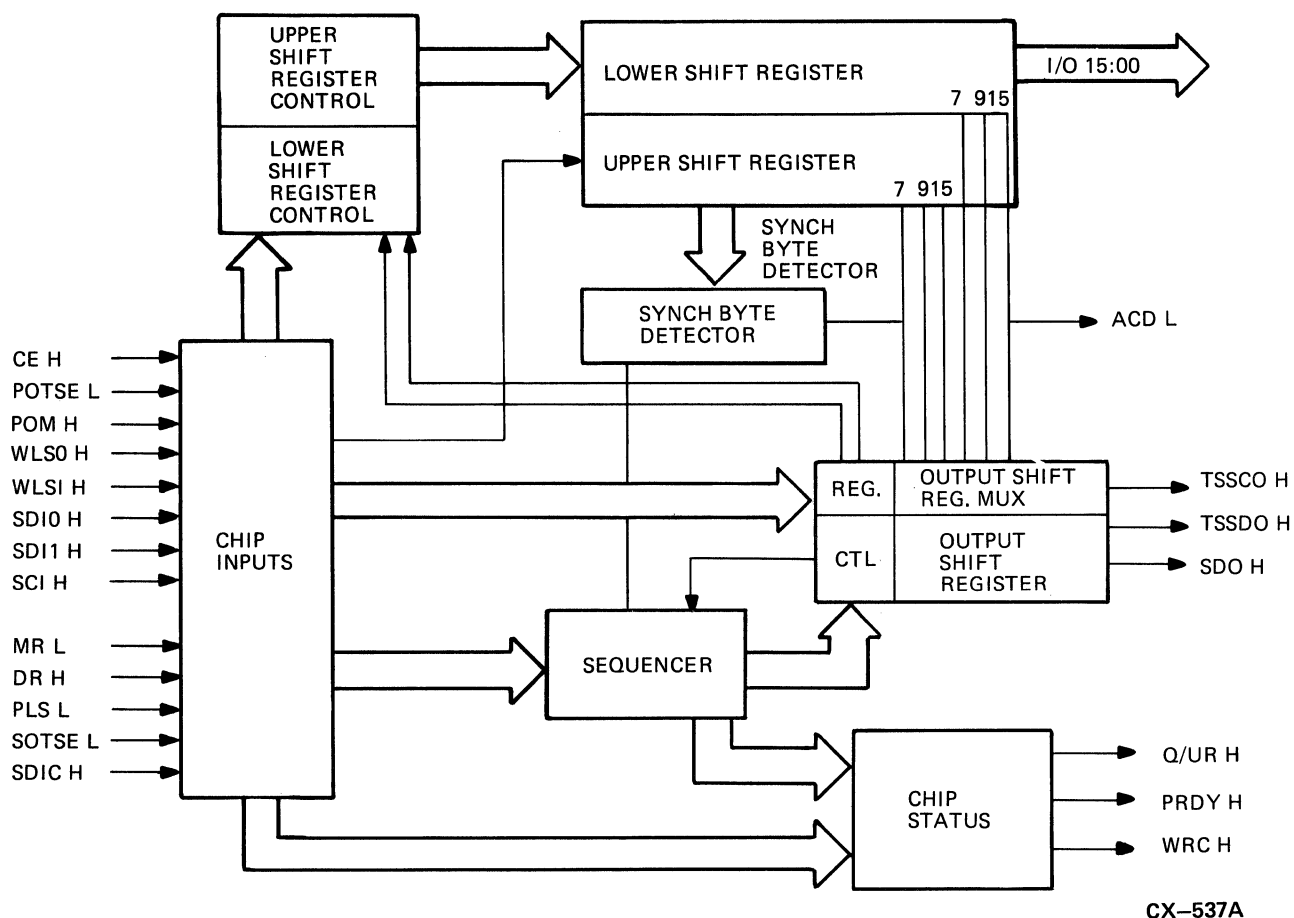 UPPER
SHIFT
REGISTER
CONTROL
LOWER
SHIFT
REGISTER
CONTROL
LOWER SHIFT REGISTER
7 915
UPPER SHIFT REGISTER
7 915
I/O 15:00
SYNCH
BYTE
DETECTOR
SYNCH BYTE
DETECTOR
ACD L
CE H
POTSE L
POM H
WLS0 H
WLSI H
SDI0 H
SDI1 H
SCI H
MR L
DR H
PLS L
SOTSE L
SDIC H
CHIP
INPUTS
REG.
OUTPUT SHIFT
REG. MUX
CTL
OUTPUT
SHIFT
REGISTER
TSSCO H
TSSDO H
SDO H
SEQUENCER
CHIP
STATUS
Q/UR H
PRDY H
WRC H
CX–537A